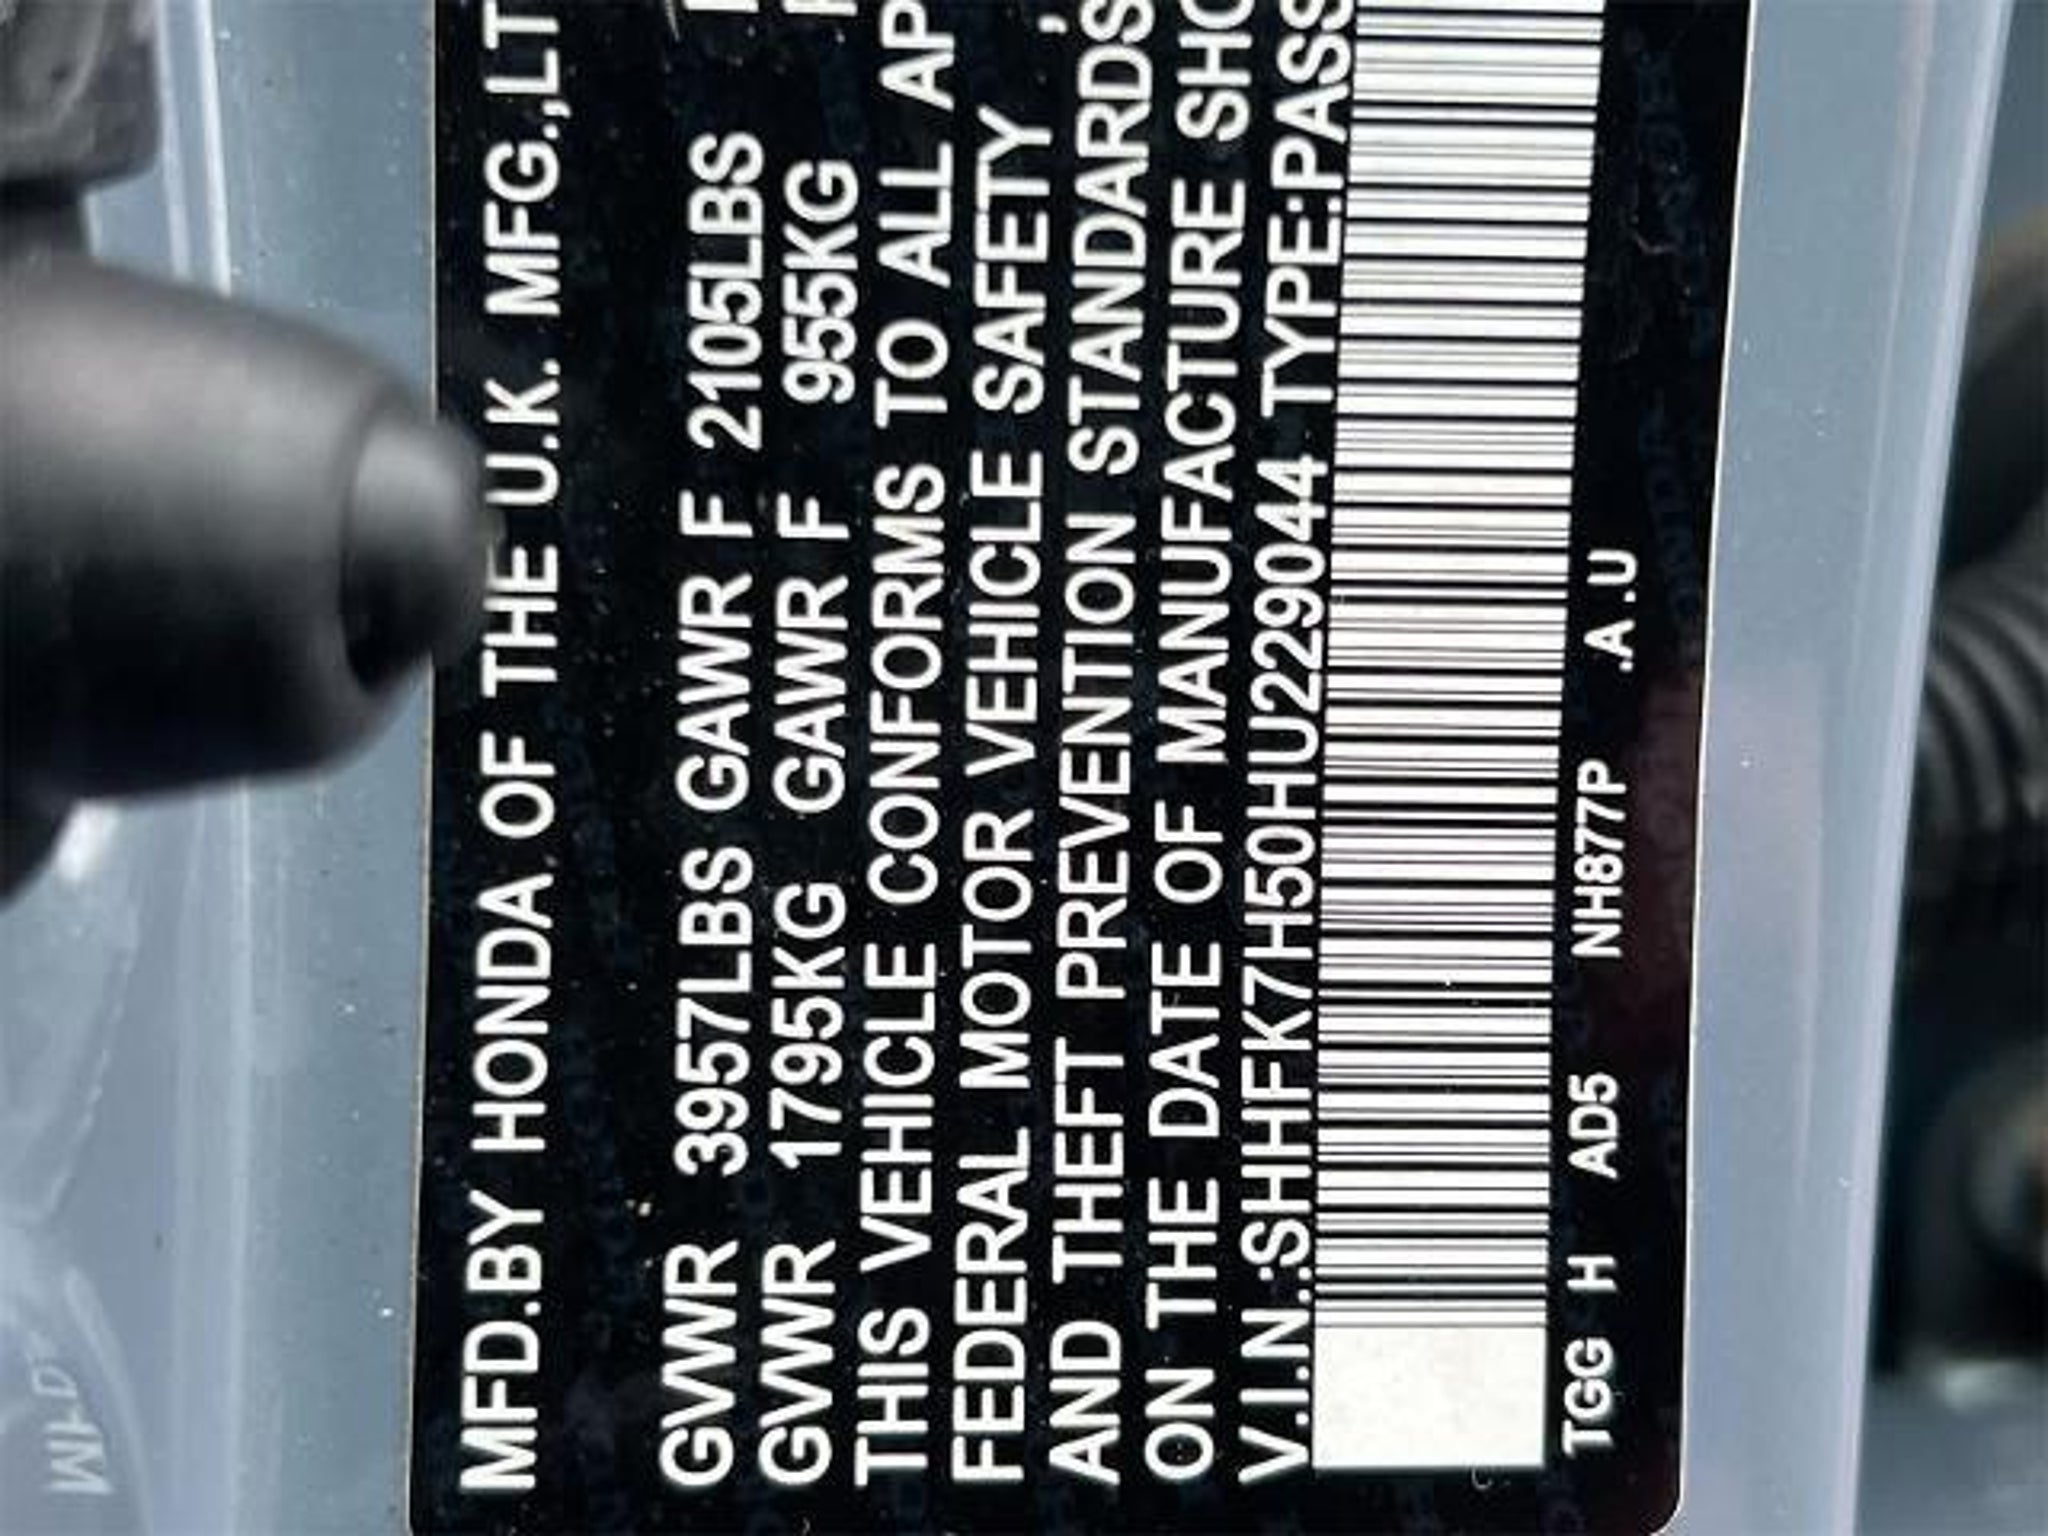 MFD.BY HONDA OF THE U.K. MFG.,LT
GVWR 3957LBS GAWR F 2105LBS
GVWR 1795KG GAWR F 955KG
THIS VEHICLE CONFORMS TO ALL AP
FEDERAL MOTOR VEHICLE SAFETY ,
AND THEFT PREVENTION STANDARDS
ON THE DATE OF MANUFACTURE SHO
V.I.N.:SHHFK7H50HU229044 TYPE:PASS
TGG H AD5 NH877P .A.U